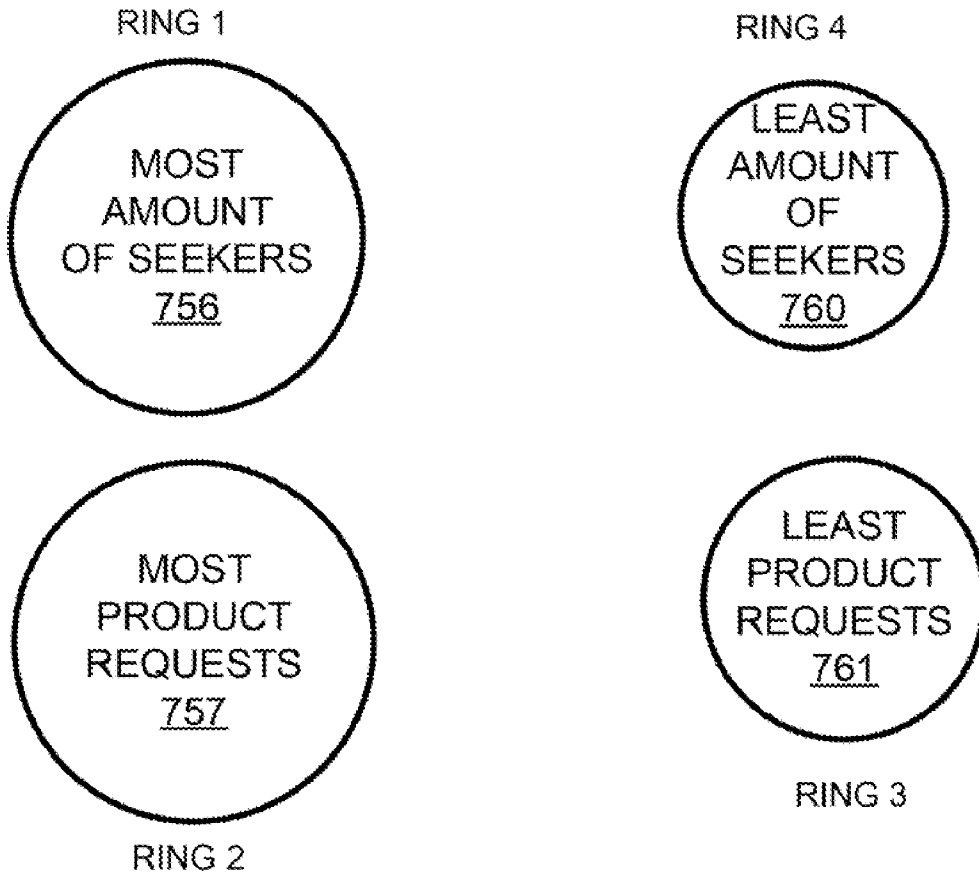 RING 1
MOST
AMOUNT
OF SEEKERS
756
RING 4
LEAST
AMOUNT
OF
SEEKERS
760
MOST
PRODUCT
REQUESTS
757
RING 2
LEAST
PRODUCT
REQUESTS
761
RING 3